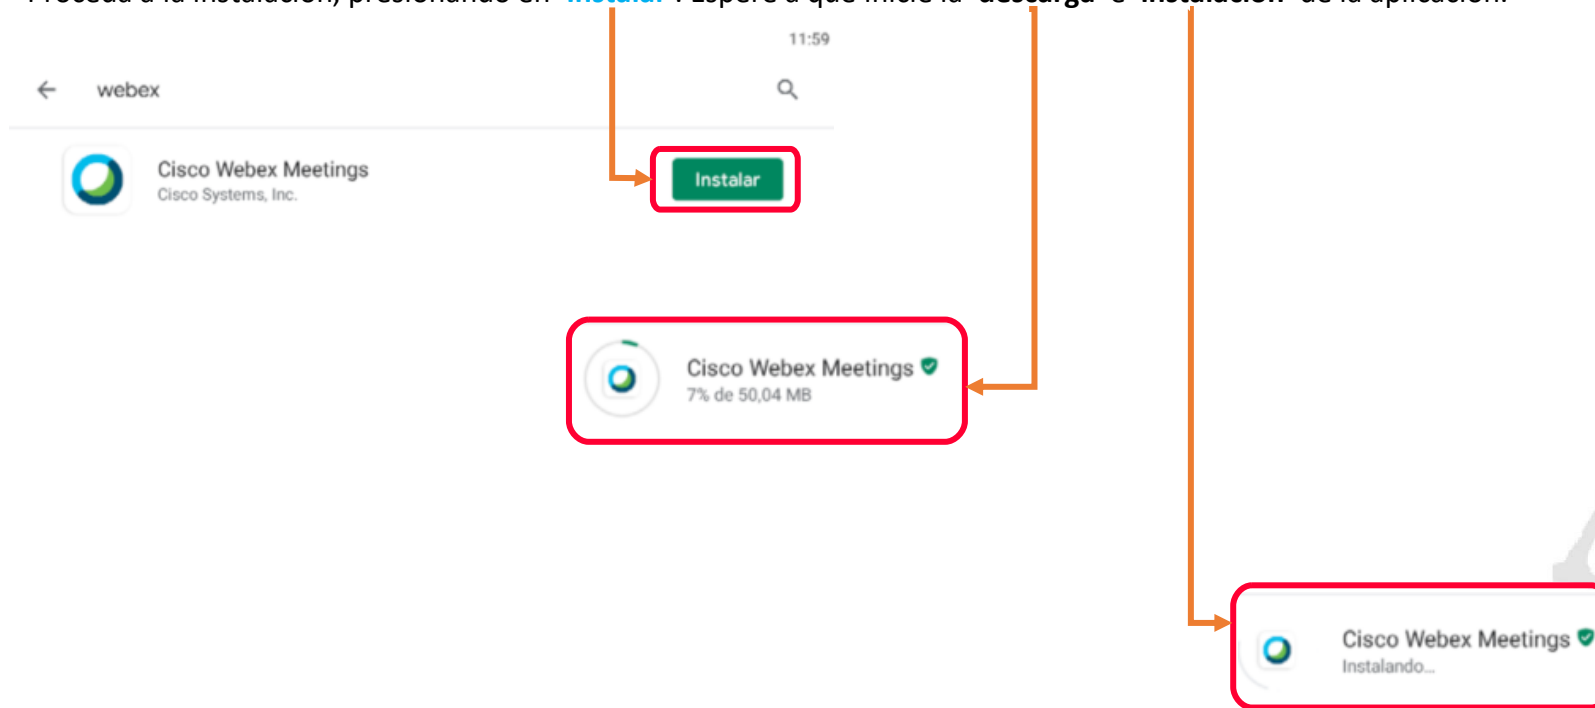 Proceda a la instalación, presionando en "Instalar". Espere a que inicie la "descarga" e "instalación" de la aplicación.
11:59
webex
Cisco Webex Meetings
Instalar
Cisco Systems, Inc.
Cisco Webex Meetings
7% de 50,04 MB
Cisco Webex Meetings
Instalando...